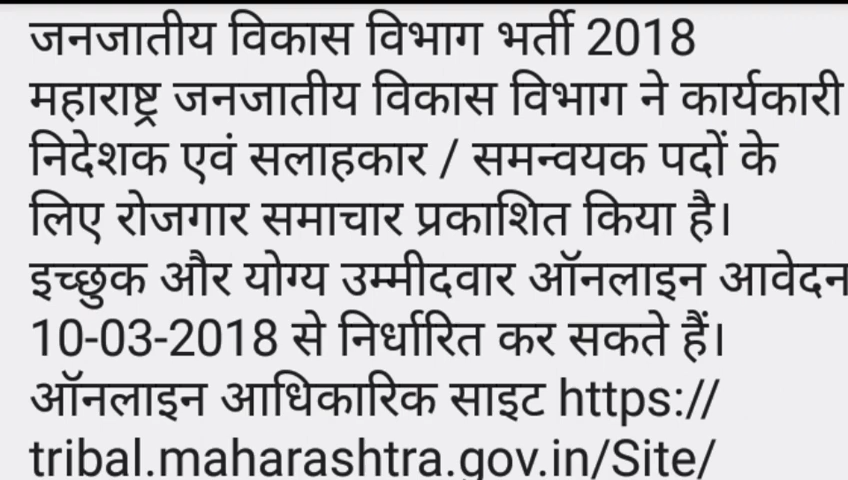 जनजातीय विकास विभाग भर्ती 2018
महाराष्ट्र जनजातीय विकास विभाग ने कार्यकारी
निदेशक एवं सलाहकार / समन्वयक पदों के
लिए रोजगार समाचार प्रकाशित किया है।
इच्छुक और योग्य उम्मीदवार ऑनलाइन आवेदन
10-03-2018 से निर्धारित कर सकते हैं।
ऑनलाइन आधिकारिक साइट https://
tribal.maharashtra.gov.in/Site/